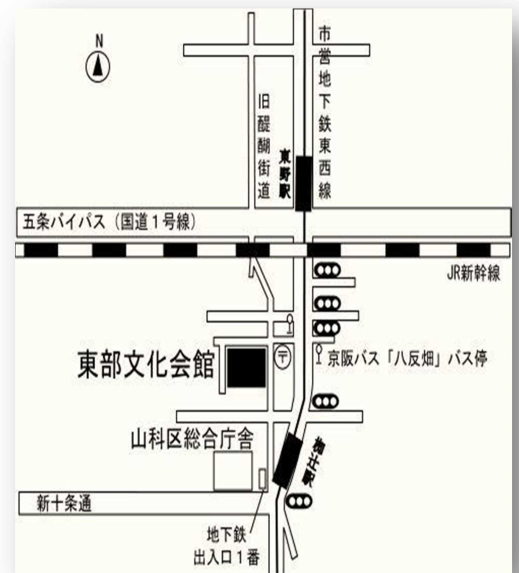 N
市営地下鉄東西線
旧醍醐街道
東野駅
五条バイパス（国道１号線）
JR新幹線
〒
東部文化会館
京阪バス「八反畑」バス停
山科区総合庁舎
椥辻駅
新十条通
地下鉄
出入口１番